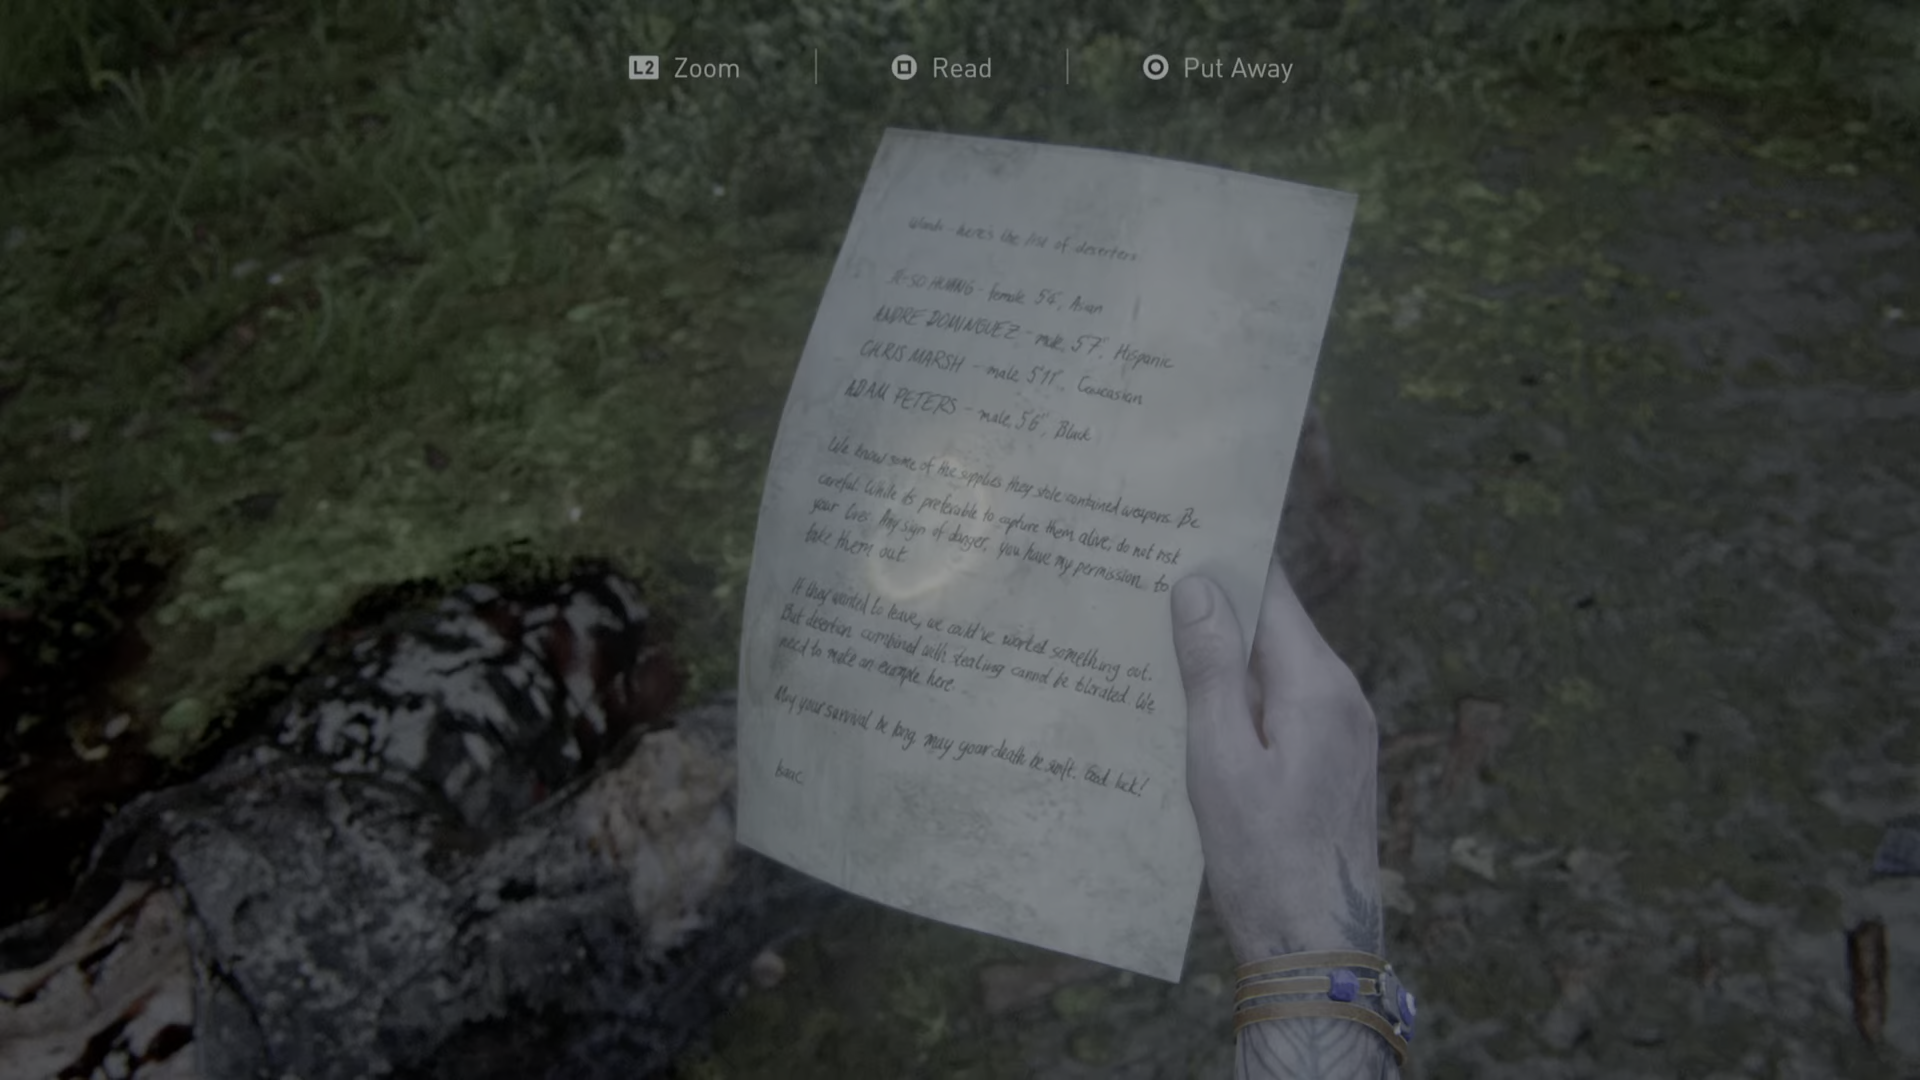 L2 Zoom | Read | Put Away
Woods - here's the list of deserters
JI-SO HUANG - female, 5'4", Asian
ANDRE DOMINGUEZ - male, 5'7", Hispanic
CHRIS MARSH - male, 5'11", Caucasian
ADAM PETERS - male, 5'6", Black
We know some of the supplies they stole contained weapons. Be
careful. While it's preferable to capture them alive, do not risk
your lives. Any sign of danger, you have my permission to
take them out.
If they wanted to leave, we could've worked something out.
But desertion combined with stealing cannot be tolerated. We
need to make an example here.
May your survival be long, may your death be swift. Good luck!
Isaac